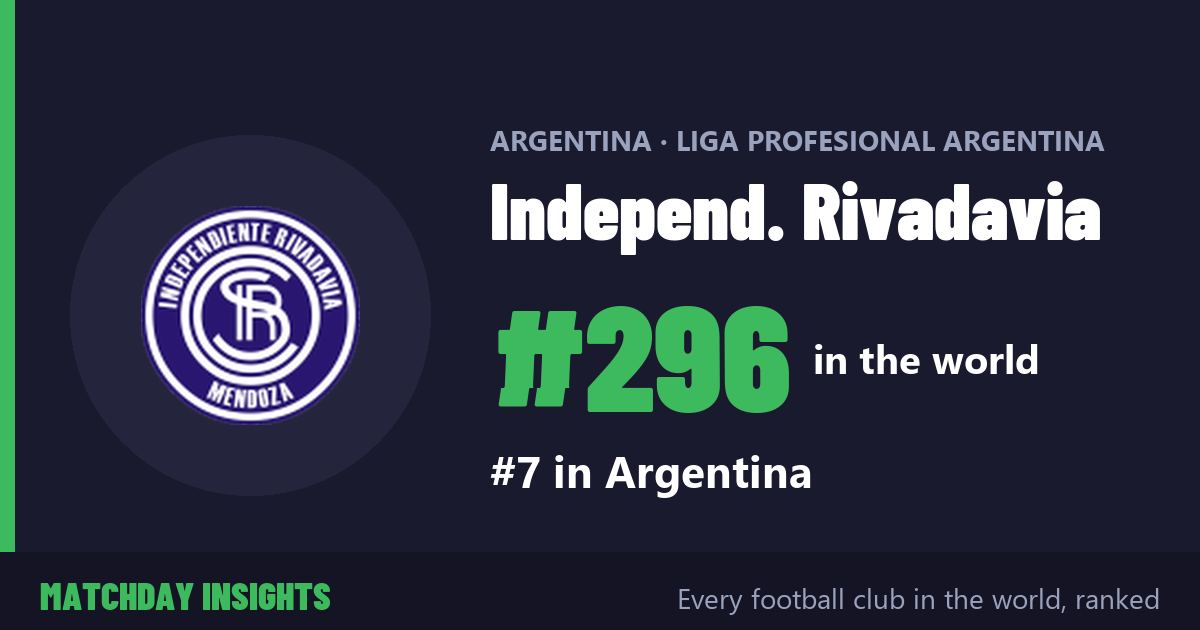 ARGENTINA · LIGA PROFESIONAL ARGENTINA
Independ. Rivadavia
INDEPENDIENTE RIVADAVIA
SIRC
MENDOZA
#296 in the world
#7 in Argentina
MATCHDAY INSIGHTS
Every football club in the world, ranked